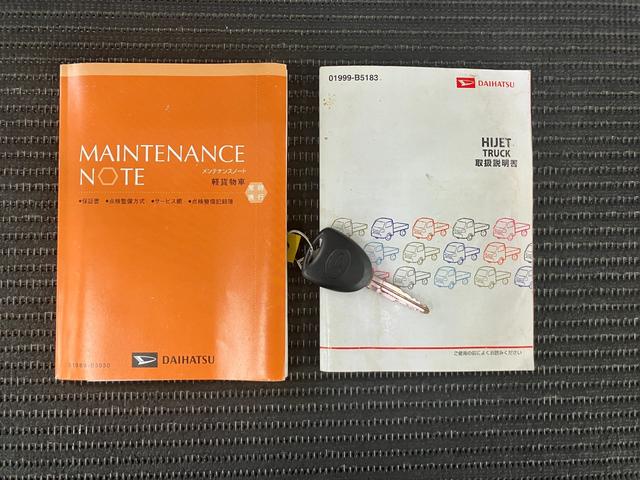 MAINTENANCE
NOTE
メンテナンスノート
軽貨物車
•保証書 •点検整備方式 •サービス網 •点検整備記録簿
DAIHATSU
01999-B5183
DAIHATSU
HIJET
TRUCK
取扱説明書
ご使用の前によくお読みください